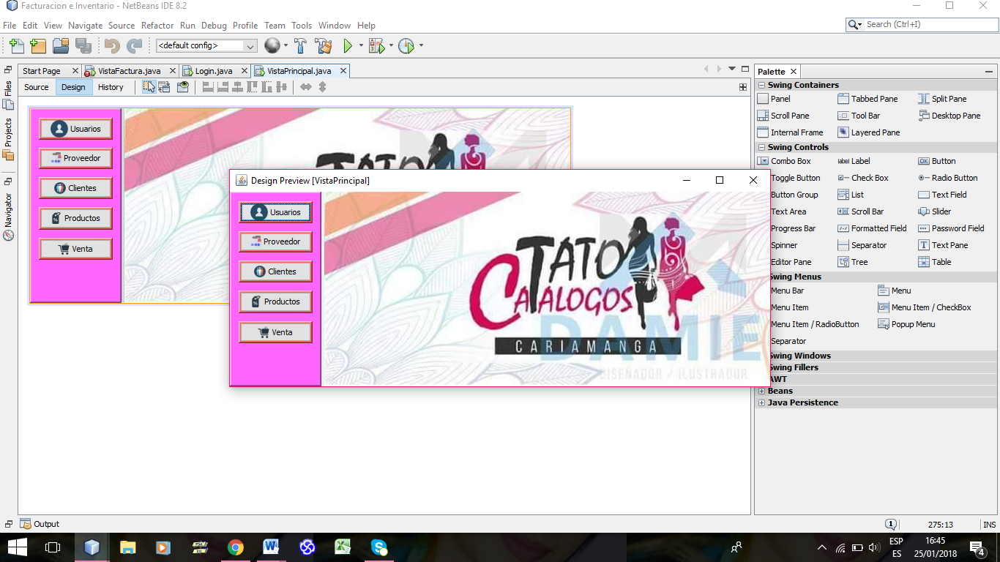 Facturacion e Inventario - NetBeans IDE 8.2
File Edit View Navigate Source Refactor Run Debug Profile Team Tools Window Help
Search (Ctrl+I)
<default config>
Start Page VistaFactura.java Login.java VistaPrincipal.java
Source Design History
Files
Projects
Navigator
Usuarios
Proveedor
Clientes
Productos
Venta
TATO
Design Preview [VistaPrincipal]
Usuarios
Proveedor
Clientes
Productos
Venta
TATO
CATALOGOS
DAMIE
CARIAMANGA
DISEÑADOR / ILUSTRADOR
Palette
Swing Containers
Panel Tabbed Pane Split Pane
Scroll Pane Tool Bar Desktop Pane
Internal Frame Layered Pane
Swing Controls
Combo Box label Label OK Button
Toggle Button Check Box Radio Button
Button Group List Text Field
Text Area Scroll Bar Slider
Progress Bar Formatted Field Password Field
Spinner Separator Text Pane
Editor Pane Tree Table
Swing Menus
Menu Bar Menu
Menu Item Menu Item / CheckBox
Menu Item / RadioButton Popup Menu
Separator
Swing Windows
Swing Fillers
AWT
Beans
Java Persistence
Output
1 275:13 INS
ESP 16:45
ES 25/01/2018 4